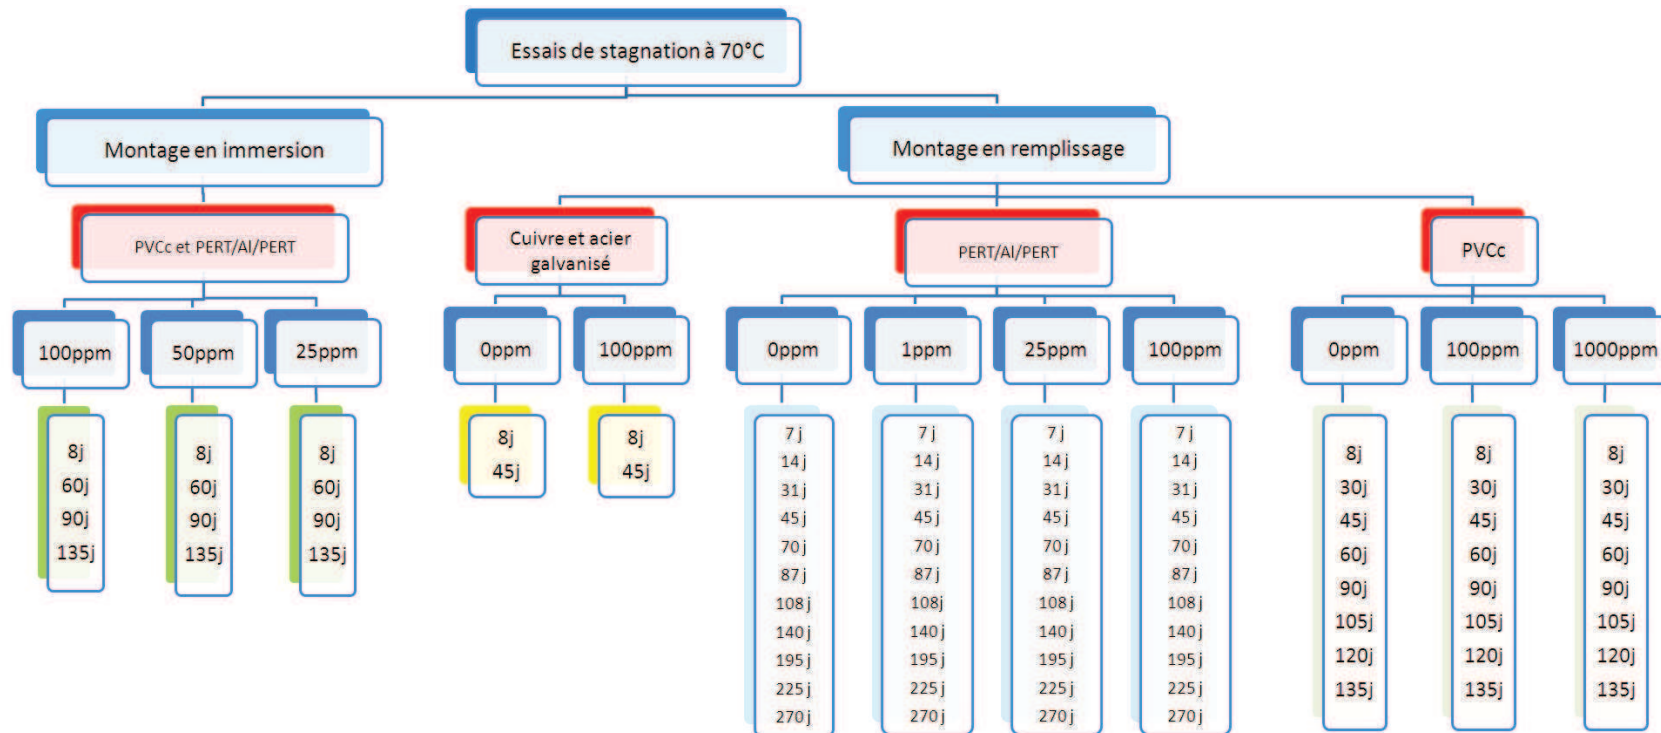 Essais de stagnation à 70°C
Montage en immersion
Montage en remplissage
PVCc et PERT/Al/PERT
Cuivre et acier
galvanisé
PERT/Al/PERT
PVCc
100ppm
50ppm
25ppm
0ppm
100ppm
0ppm
1ppm
25ppm
100ppm
0ppm
100ppm
1000ppm
8j
60j
90j
135j
8j
60j
90j
135j
8j
60j
90j
135j
8j
45j
8j
45j
7 j
14 j
31 j
45 j
70 j
87 j
108 j
140 j
195 j
225 j
270 j
7 j
14 j
31 j
45 j
70 j
87 j
108j
140 j
195 j
225 j
270 j
7 j
14 j
31 j
45 j
70 j
87 j
108 j
140 j
195 j
225 j
270 j
7 j
14 j
31 j
45 j
70 j
87 j
108 j
140 j
195 j
225 j
270 j
8j
30j
45j
60j
90j
105j
120j
135j
8j
30j
45j
60j
90j
105j
120j
135j
8j
30j
45j
60j
90j
105j
120j
135j